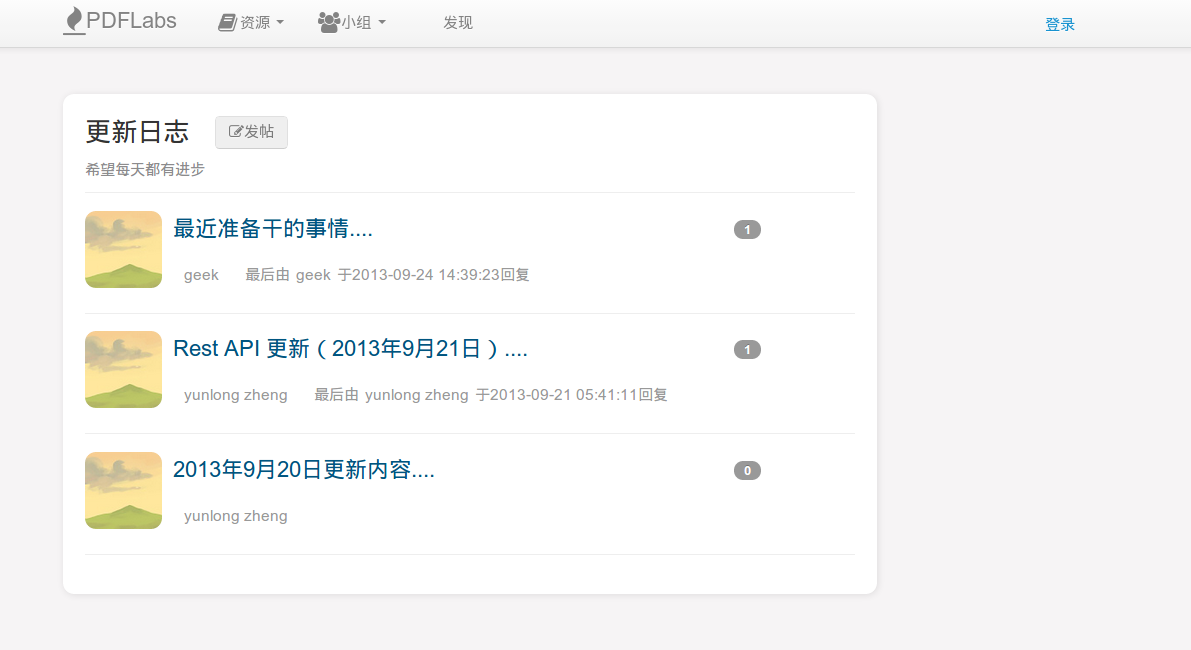 PDFLabs 资源 小组 发现 登录
更新日志 发帖
希望每天都有进步
最近准备干的事情.... 1
geek 最后由 geek 于2013-09-24 14:39:23回复
Rest API 更新（2013年9月21日）.... 1
yunlong zheng 最后由 yunlong zheng 于2013-09-21 05:41:11回复
2013年9月20日更新内容.... 0
yunlong zheng